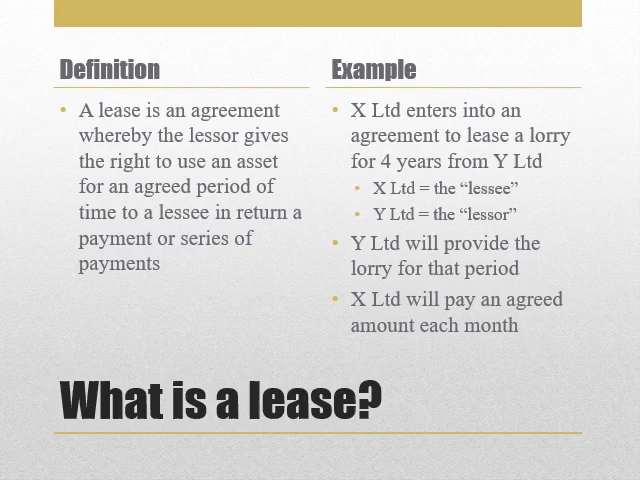 Definition
• A lease is an agreement
whereby the lessor gives
the right to use an asset
for an agreed period of
time to a lessee in return a
payment or series of
payments
Example
• X Ltd enters into an
agreement to lease a lorry
for 4 years from Y Ltd
• X Ltd = the “lessee”
• Y Ltd = the “lessor”
• Y Ltd will provide the
lorry for that period
• X Ltd will pay an agreed
amount each month
What is a lease?